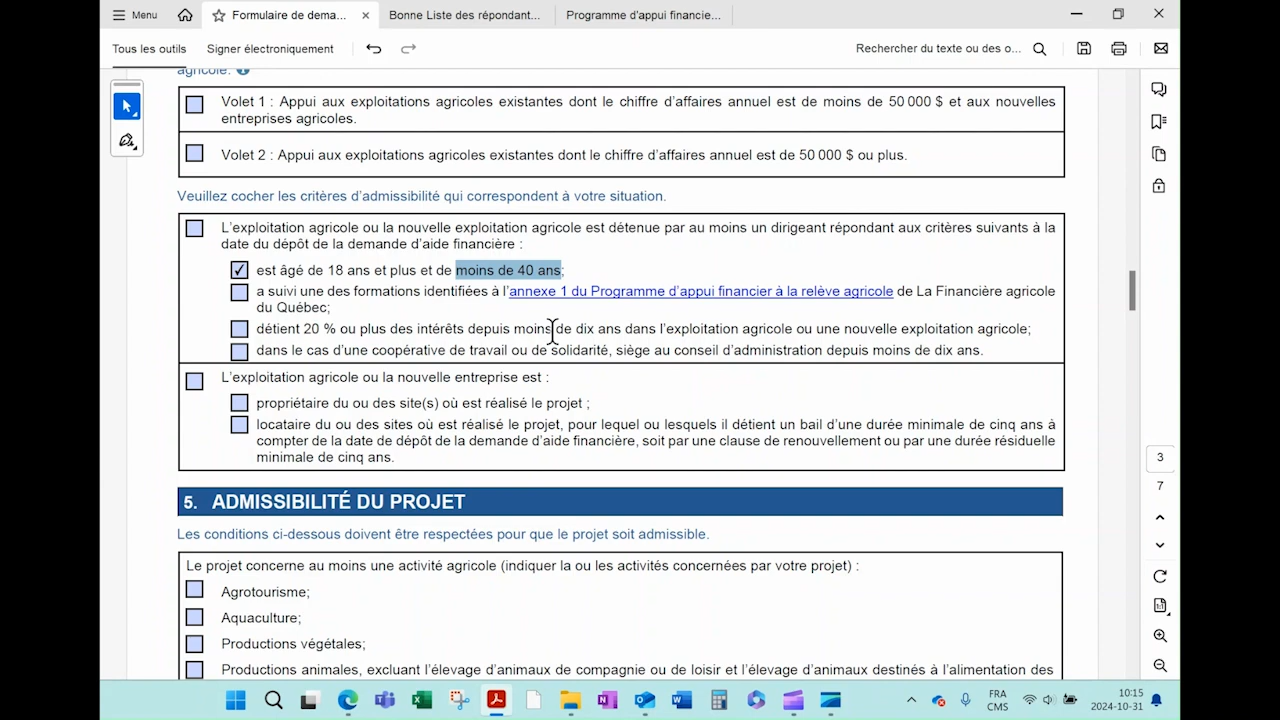 Menu
Formulaire de dema...
Bonne Liste des répondant...
Programme d'appui financie...
Tous les outils
Signer électroniquement
Rechercher du texte ou des o...
agricole.
Volet 1 : Appui aux exploitations agricoles existantes dont le chiffre d'affaires annuel est de moins de 50 000 $ et aux nouvelles
entreprises agricoles.
Volet 2 : Appui aux exploitations agricoles existantes dont le chiffre d'affaires annuel est de 50 000 $ ou plus.
Veuillez cocher les critères d'admissibilité qui correspondent à votre situation.
L'exploitation agricole ou la nouvelle exploitation agricole est détenue par au moins un dirigeant répondant aux critères suivants à la
date du dépôt de la demande d'aide financière :
est âgé de 18 ans et plus et de moins de 40 ans;
a suivi une des formations identifiées à l'annexe 1 du Programme d'appui financier à la relève agricole de La Financière agricole
du Québec;
détient 20 % ou plus des intérêts depuis moins de dix ans dans l'exploitation agricole ou une nouvelle exploitation agricole;
dans le cas d'une coopérative de travail ou de solidarité, siège au conseil d'administration depuis moins de dix ans.
L'exploitation agricole ou la nouvelle entreprise est :
propriétaire du ou des site(s) où est réalisé le projet ;
locataire du ou des sites où est réalisé le projet, pour lequel ou lesquels il détient un bail d'une durée minimale de cinq ans à
compter de la date de dépôt de la demande d'aide financière, soit par une clause de renouvellement ou par une durée résiduelle
minimale de cinq ans.
3
7
5. ADMISSIBILITÉ DU PROJET
Les conditions ci-dessous doivent être respectées pour que le projet soit admissible.
Le projet concerne au moins une activité agricole (indiquer la ou les activités concernées par votre projet) :
Agrotourisme;
Aquaculture;
Productions végétales;
Productions animales, excluant l'élevage d'animaux de compagnie ou de loisir et l'élevage d'animaux destinés à l'alimentation des
FRA
CMS
10:15
2024-10-31